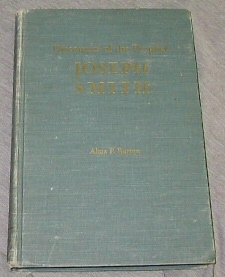 Discourses of the Prophet
JOSEPH
SMITH
Alma P. Burton